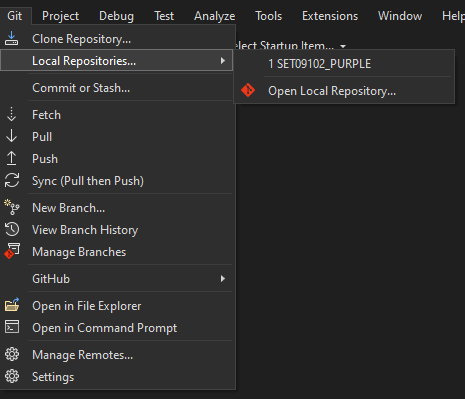 Git Project Debug Test Analyze Tools Extensions Window Help
Clone Repository...
elect Startup Item...
Local Repositories...
1 SET09102_PURPLE
Commit or Stash...
Open Local Repository...
Fetch
Pull
Push
Sync (Pull then Push)
New Branch...
View Branch History
Manage Branches
GitHub
Open in File Explorer
Open in Command Prompt
Manage Remotes...
Settings